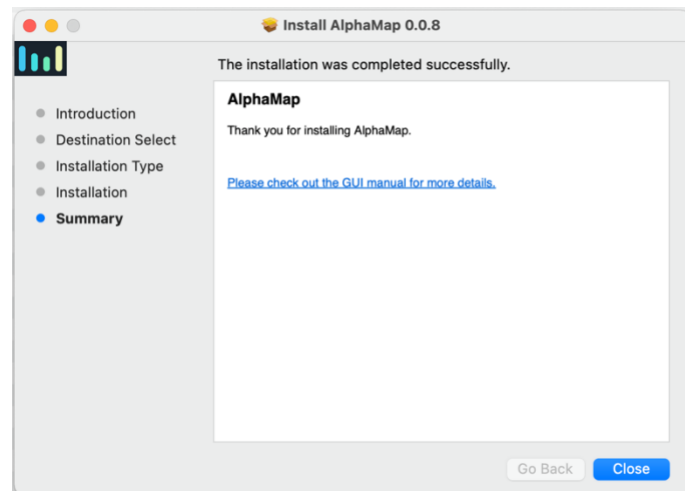 Install AlphaMap 0.0.8
The installation was completed successfully.
Introduction
Destination Select
Installation Type
Installation
Summary
AlphaMap
Thank you for installing AlphaMap.
Please check out the GUI manual for more details.
Go Back
Close